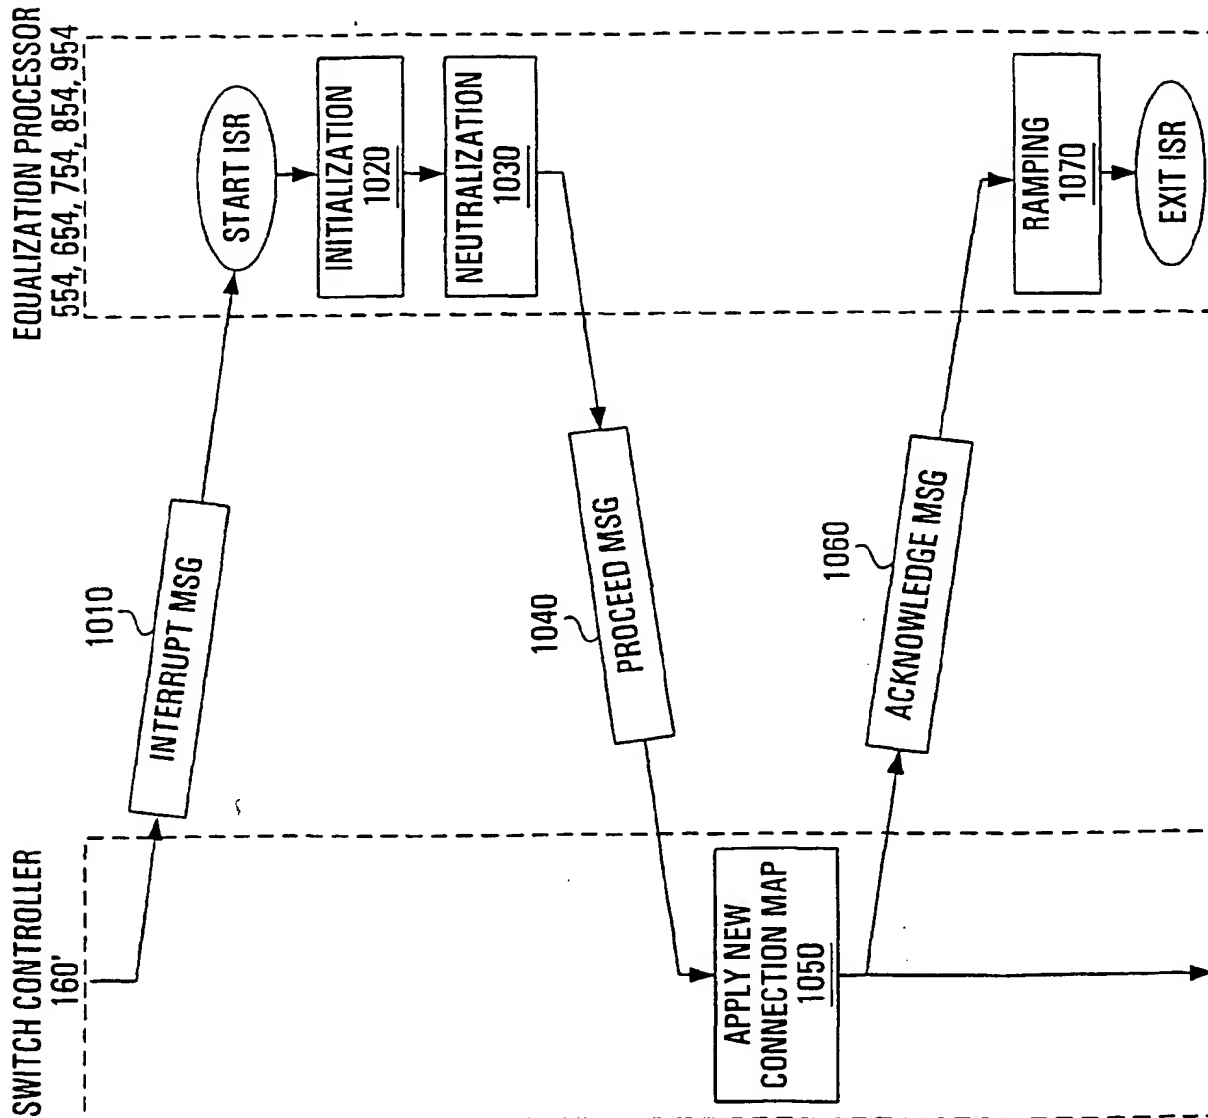 SWITCH CONTROLLER
160'
EQUALIZATION PROCESSOR
554, 654, 754, 854, 954
1010
INTERRUPT MSG
START ISR
INITIALIZATION
1020
NEUTRALIZATION
1030
1040
PROCEED MSG
APPLY NEW
CONNECTION MAP
1050
1060
ACKNOWLEDGE MSG
RAMPING
1070
EXIT ISR